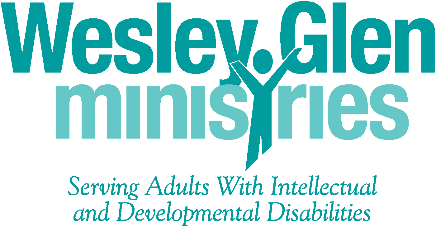 Wesley Glen
ministries
Serving Adults With Intellectual
and Developmental Disabilities